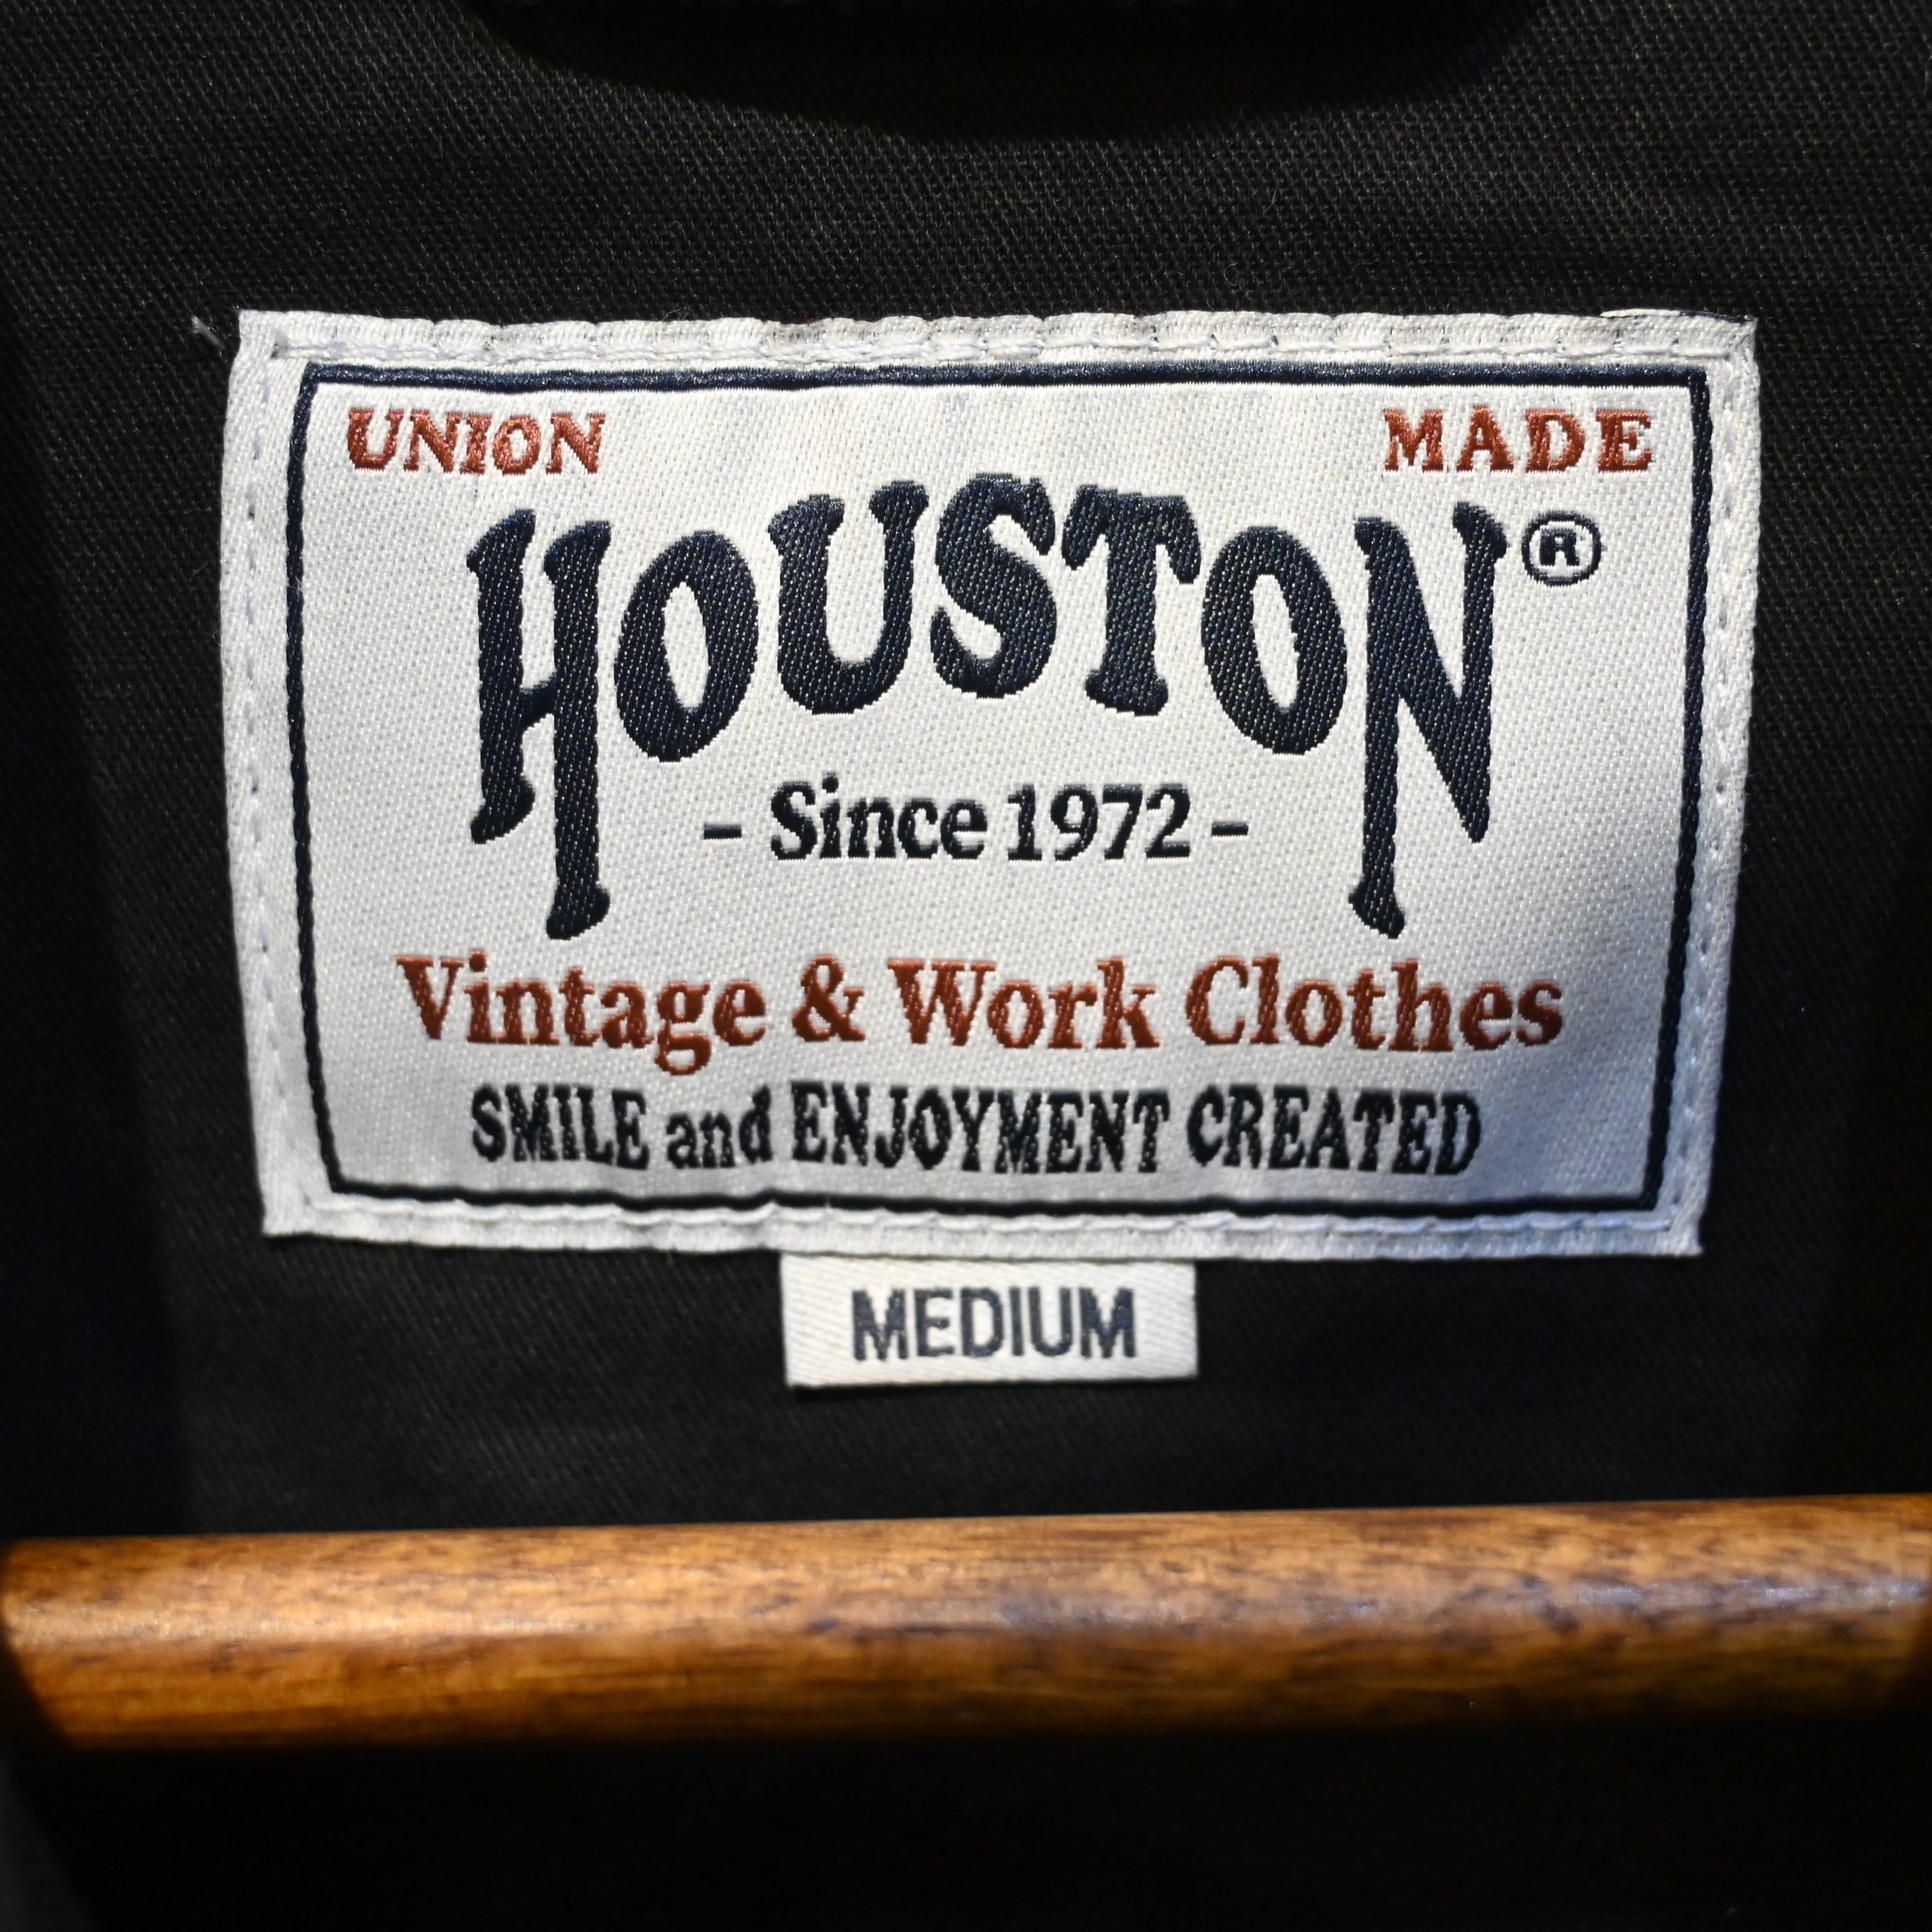 UNION MADE
HOUSTON®
- Since 1972 -
Vintage & Work Clothes
SMILE and ENJOYMENT CREATED
MEDIUM